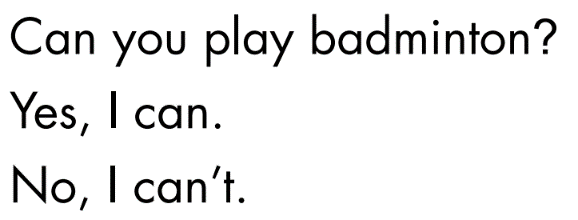 Can you play badminton?
Yes, I can.
No, I can't.